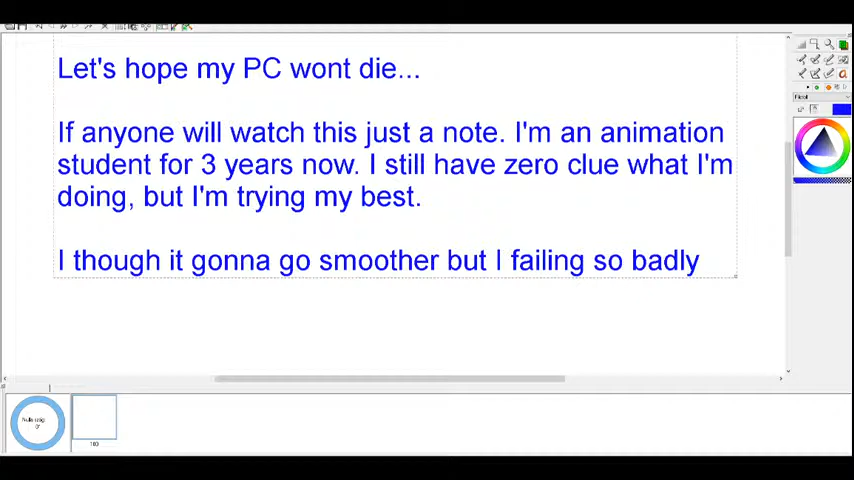 Let's hope my PC wont die...
If anyone will watch this just a note. I'm an animation
student for 3 years now. I still have zero clue what I'm
doing, but I'm trying my best.
I though it gonna go smoother but I failing so badly